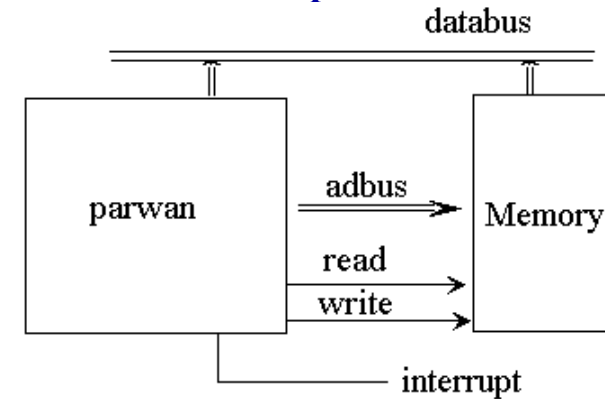 databus
parwan
adbus
Memory
read
write
interrupt